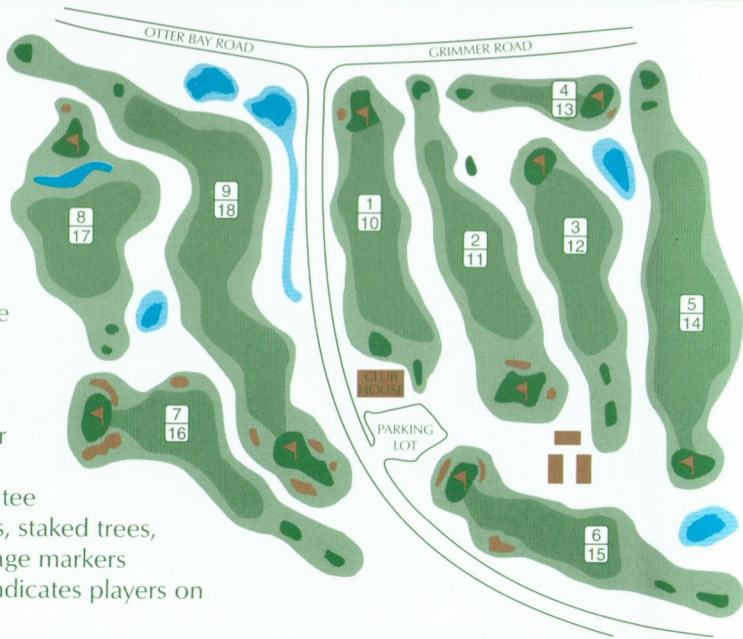 OTTER BAY ROAD
GRIMMER ROAD
4
13
1
10
9
18
8
17
2
11
3
12
5
14
e
CLUB
HOUSE
7
16
PARKING
LOT
r
tee
s, staked trees,
age markers
ndicates players on
6
15